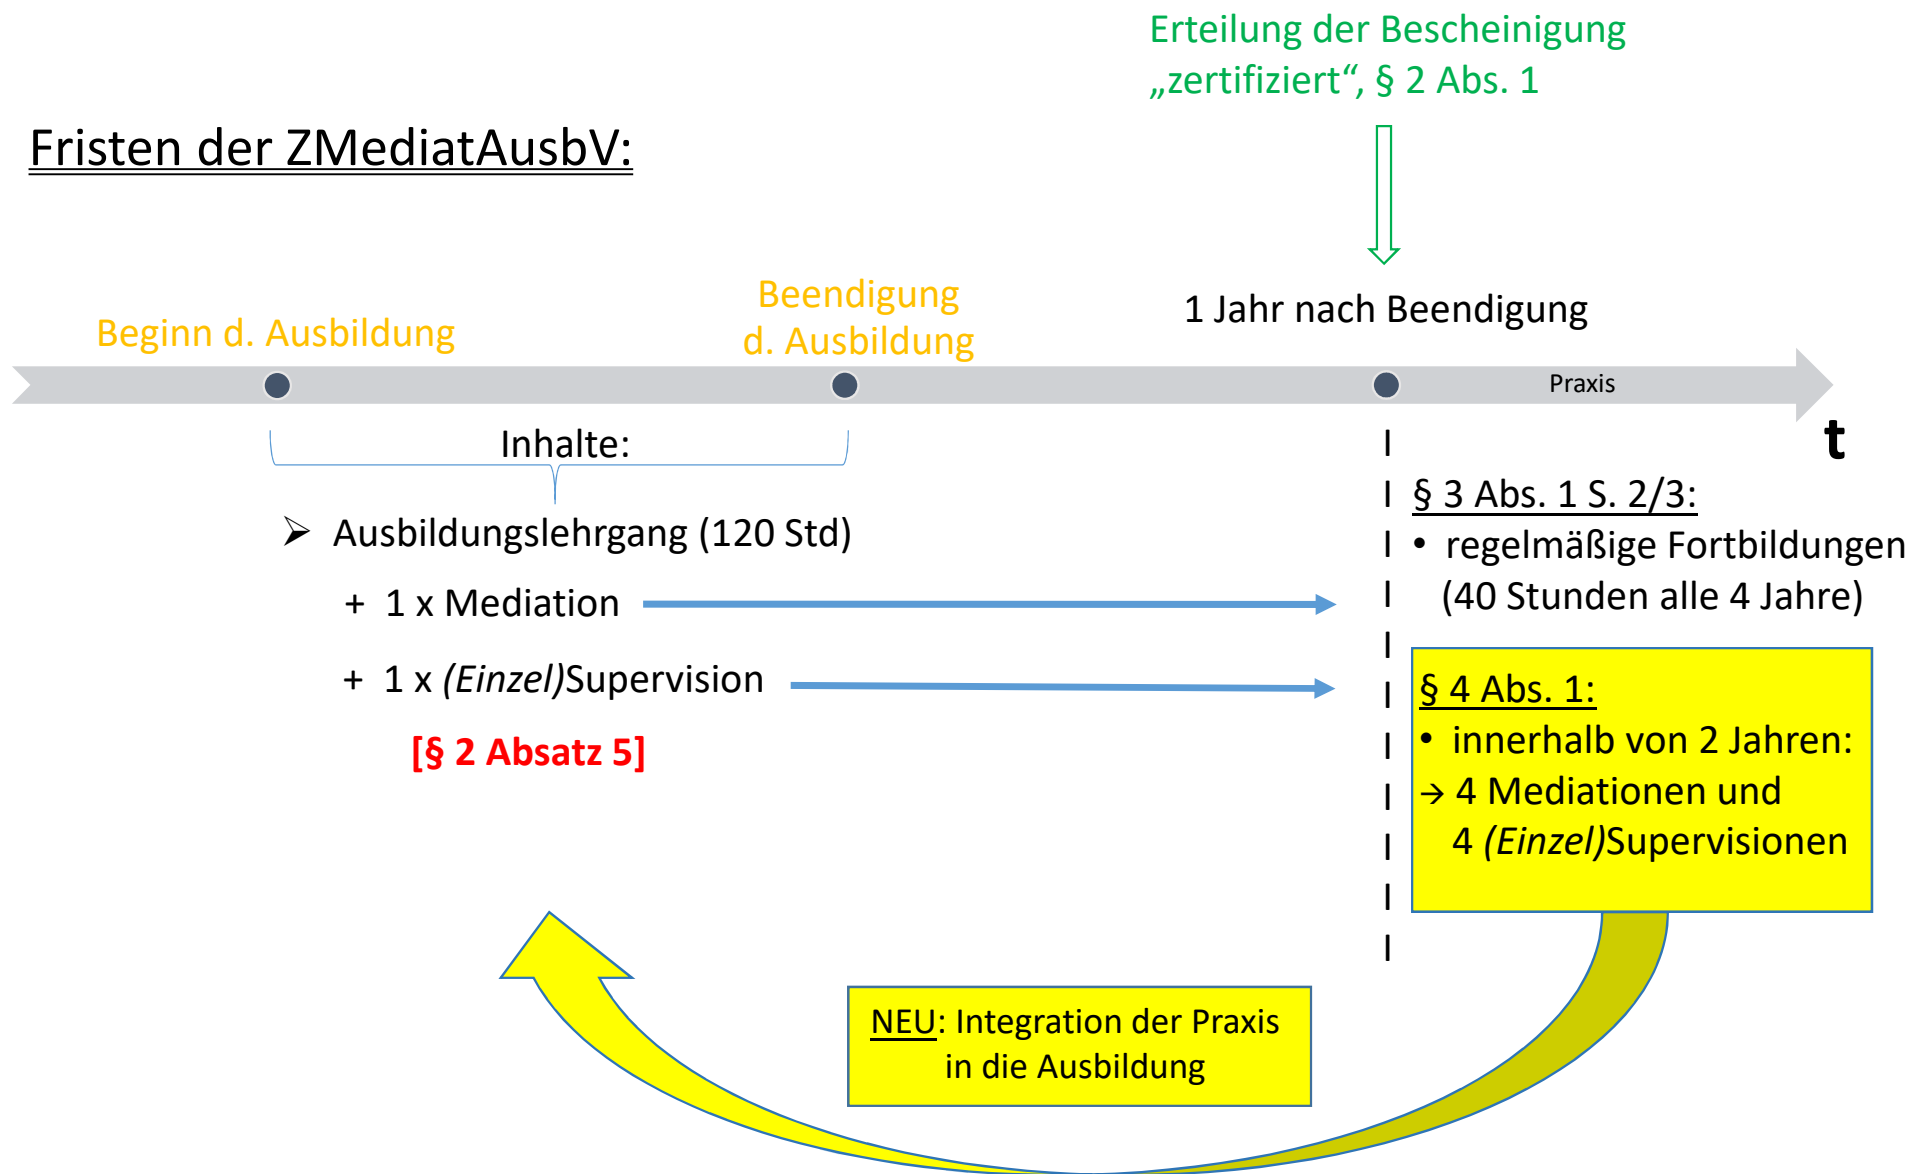 Erteilung der Bescheinigung
„zertifiziert“, § 2 Abs. 1
Fristen der ZMediatAusbV:
Beginn d. Ausbildung
Beendigung
d. Ausbildung
1 Jahr nach Beendigung
Praxis
t
Inhalte:
➢ Ausbildungslehrgang (120 Std)
+ 1 x Mediation
+ 1 x (Einzel)Supervision
[§ 2 Absatz 5]
§ 3 Abs. 1 S. 2/3:
• regelmäßige Fortbildungen
(40 Stunden alle 4 Jahre)
§ 4 Abs. 1:
• innerhalb von 2 Jahren:
→ 4 Mediationen und
4 (Einzel)Supervisionen
NEU: Integration der Praxis
in die Ausbildung